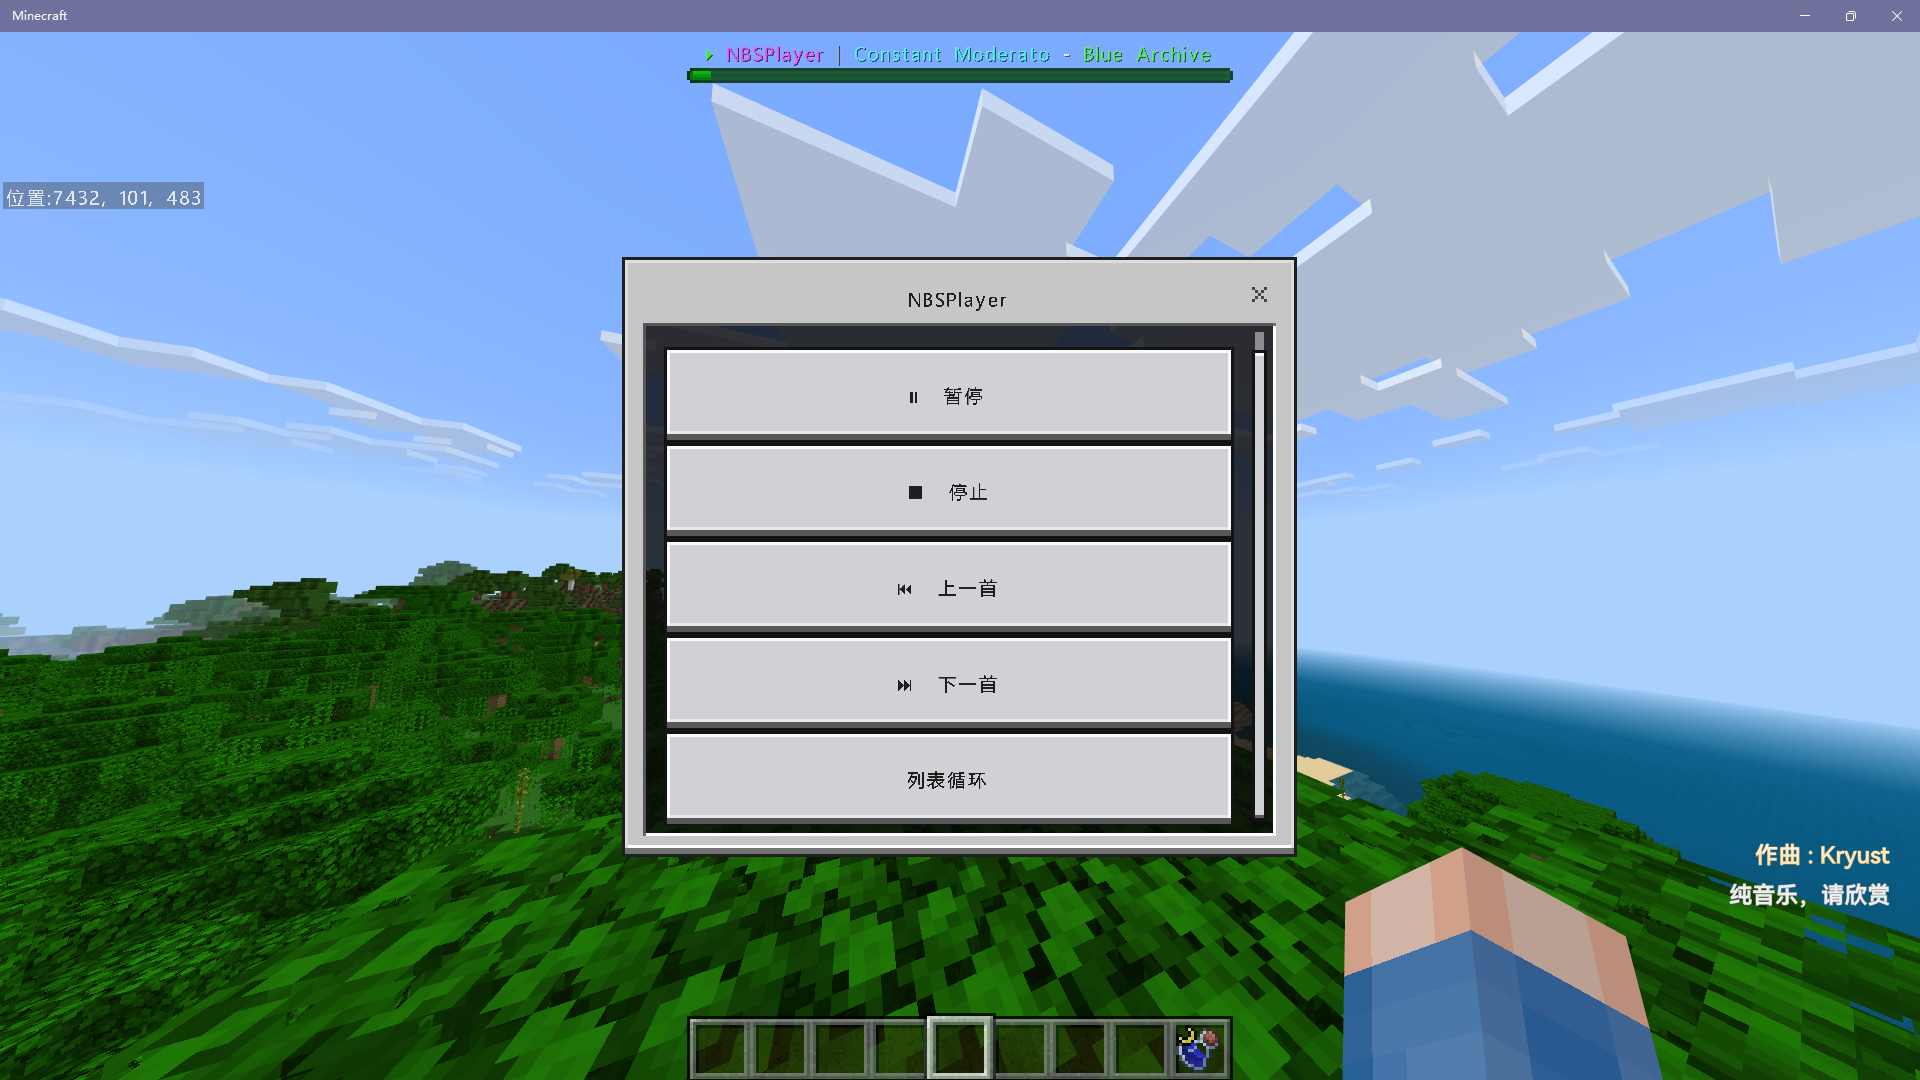 Minecraft
NBSPlayer | Constant Moderato - Blue Archive
位置:7432, 101, 483
NBSPlayer
暂停
停止
上一首
下一首
列表循环
作曲 : Kryust
纯音乐，请欣赏